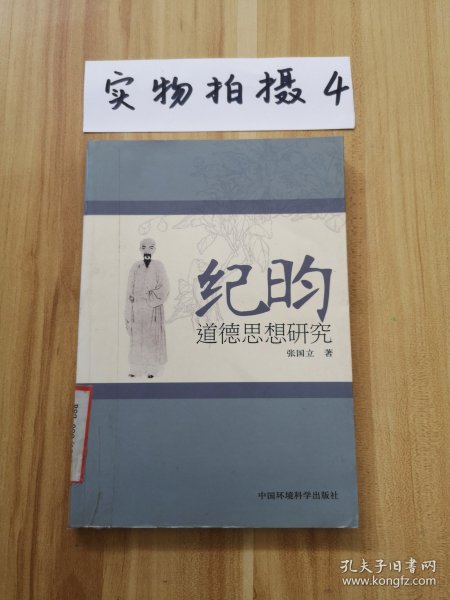 实物拍摄4
纪昀
道德思想研究
张国立 著
中国环境科学出版社
孔夫子旧书网
www.kongfz.com